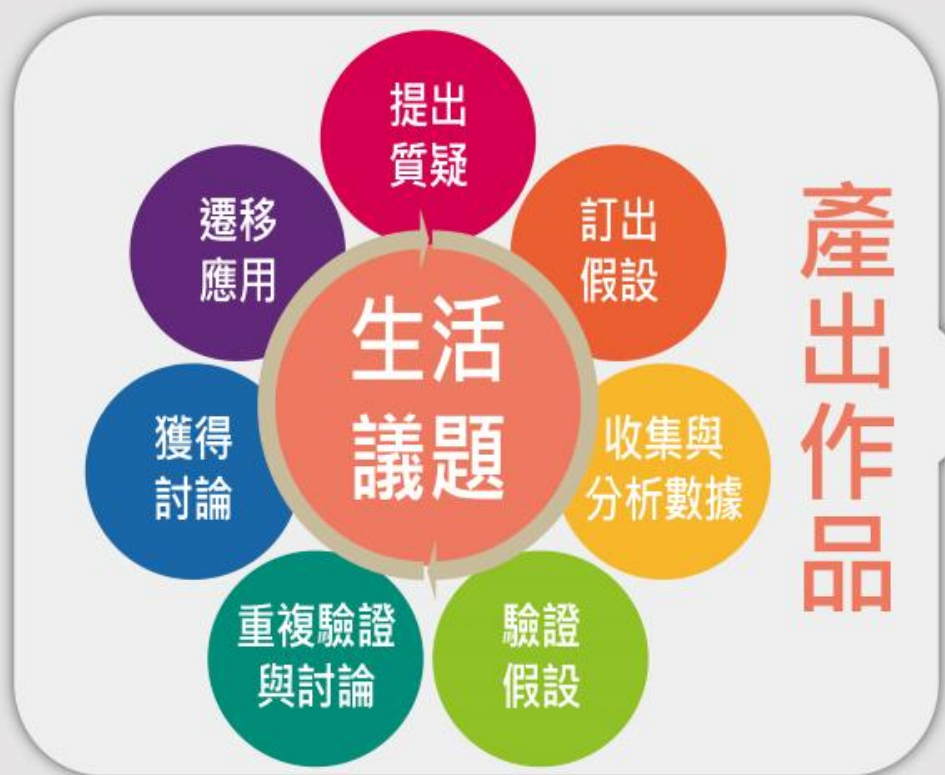 提出
質疑
訂出
假設
收集與
分析數據
驗證
假設
重複驗證
與討論
獲得
討論
遷移
應用
生活
議題
產出作品